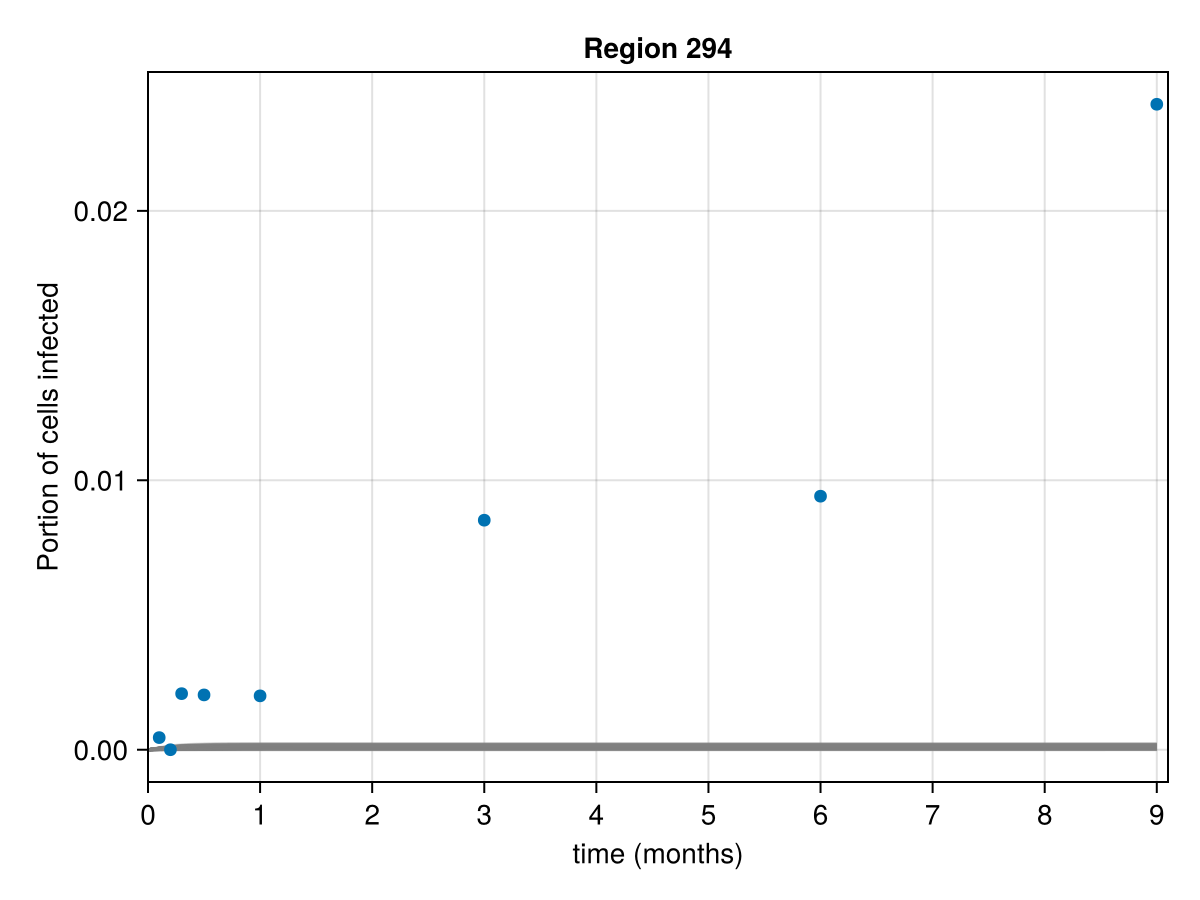 Region 294
Portion of cells infected
0.02
0.01
0.00
0 1 2 3 4 5 6 7 8 9
time (months)